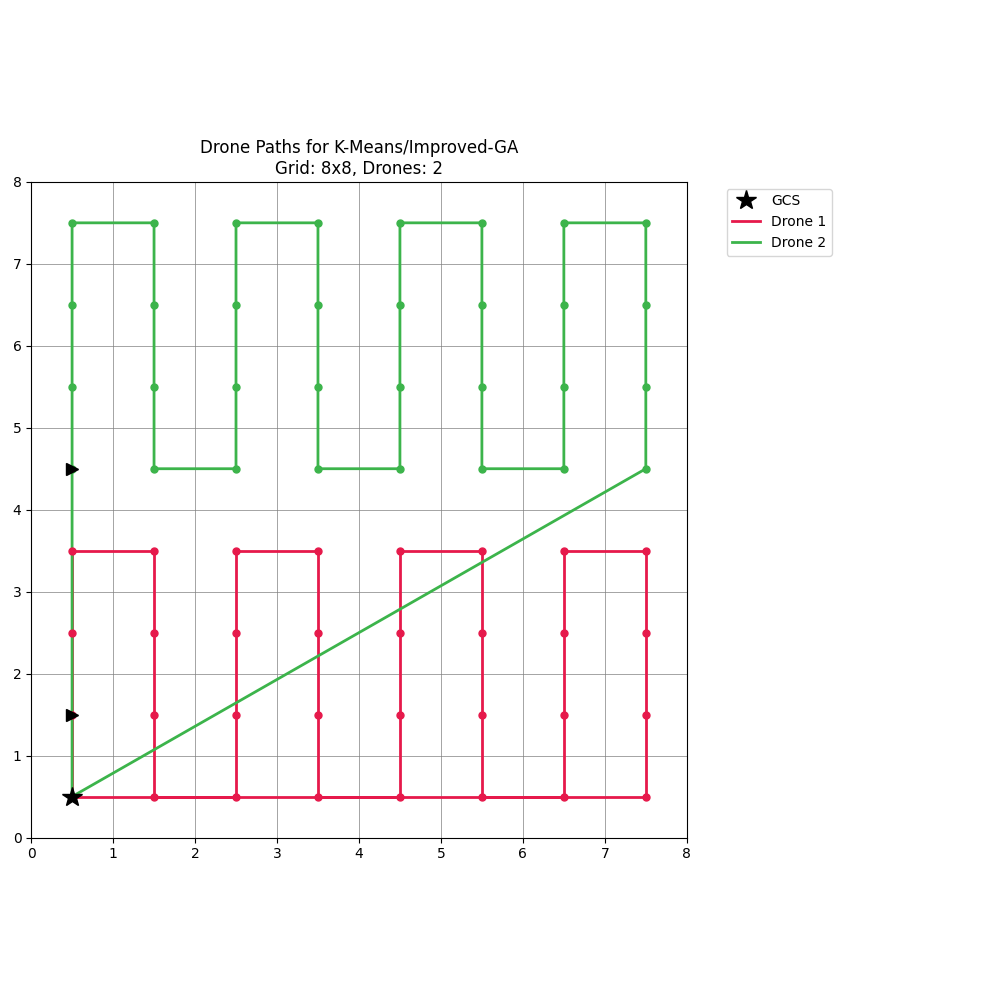 Drone Paths for K-Means/Improved-GA
Grid: 8x8, Drones: 2
GCS
Drone 1
Drone 2
8
7
6
5
4
3
2
1
0
0 1 2 3 4 5 6 7 8